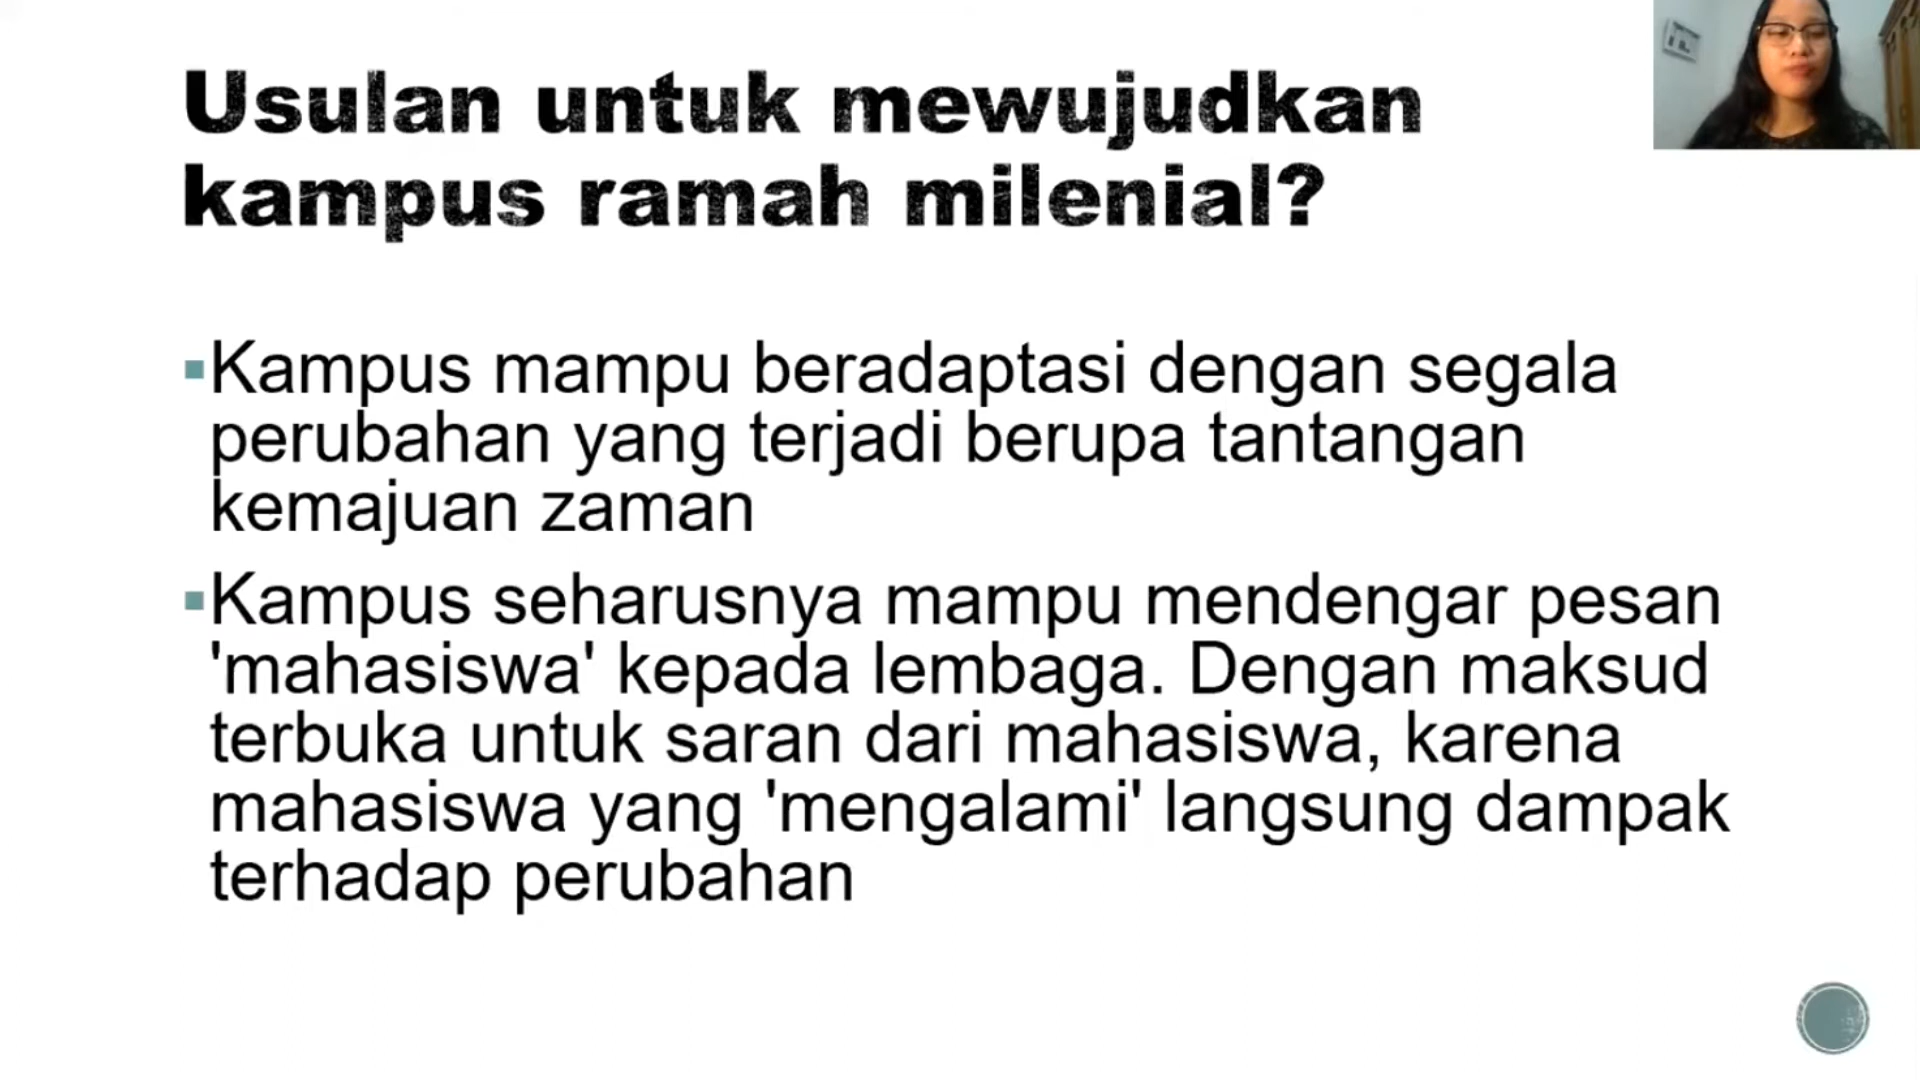 Usulan untuk mewujudkan
kampus ramah milenial?
▪Kampus mampu beradaptasi dengan segala
perubahan yang terjadi berupa tantangan
kemajuan zaman
▪Kampus seharusnya mampu mendengar pesan
'mahasiswa' kepada lembaga. Dengan maksud
terbuka untuk saran dari mahasiswa, karena
mahasiswa yang 'mengalami' langsung dampak
terhadap perubahan